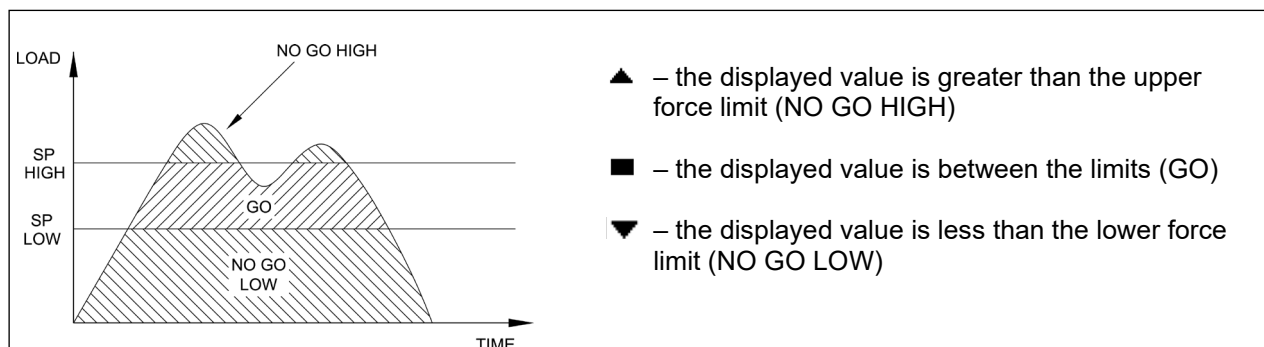 LOAD
NO GO HIGH
SP
HIGH
SP
LOW
GO
NO GO
LOW
TIME
– the displayed value is greater than the upper
force limit (NO GO HIGH)
– the displayed value is between the limits (GO)
– the displayed value is less than the lower force
limit (NO GO LOW)